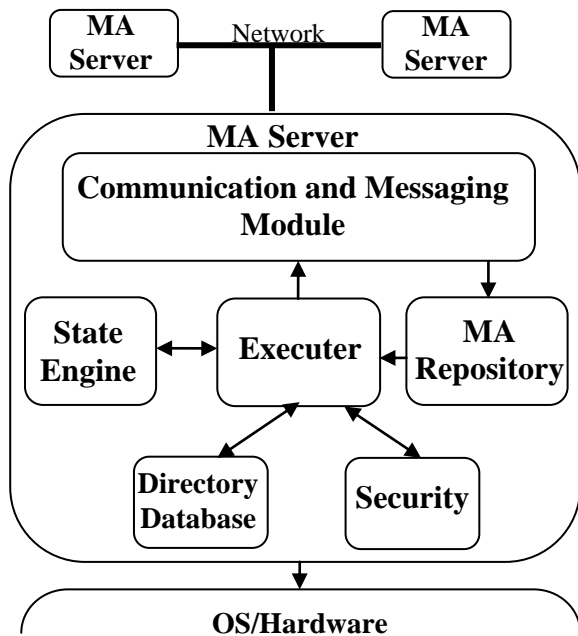 MA
Server
Network
MA
Server
MA Server
Communication and Messaging
Module
State
Engine
Executer
MA
Repository
Directory
Database
Security
OS/Hardware